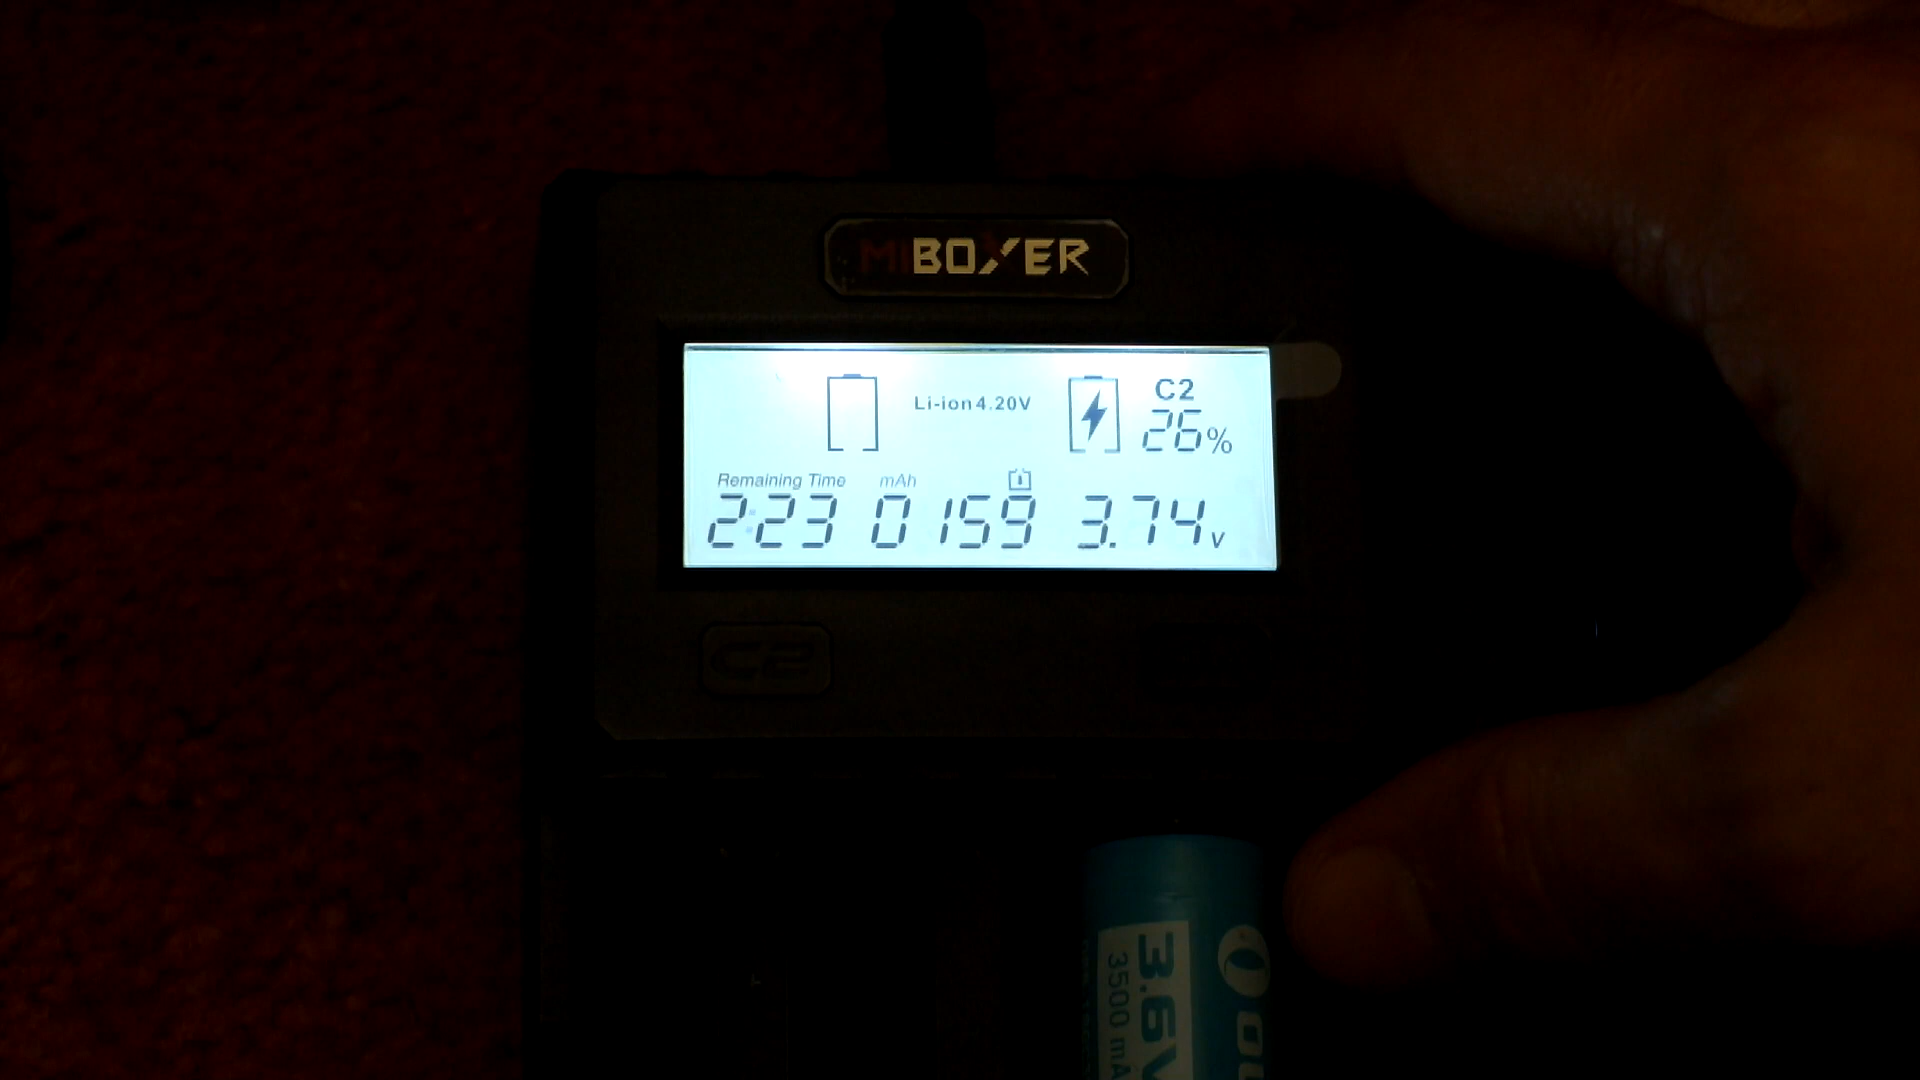 MIBOXER
Li-ion 4.20V
C2
26%
Remaining Time mAh
2:23 0159 3.74V
C2
3.6V
3500 mA